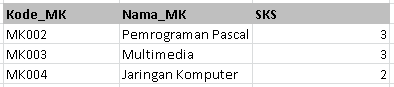 Kode_MK Nama_MK SKS
MK002 Pemrograman Pascal 3
MK003 Multimedia 3
MK004 Jaringan Komputer 2